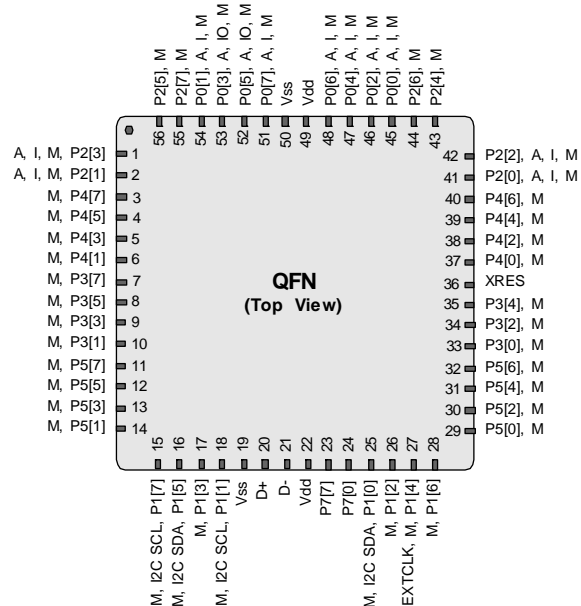 P2[5], M
P2[7], M
P0[1], A, I, M
P0[3], A, IO, M
P0[5], A, IO, M
P0[7], A, I, M
Vss
Vdd
P0[6], A, I, M
P0[4], A, I, M
P0[2], A, I, M
P0[0], A, I, M
P2[6], M
P2[4], M
56
55
54
53
52
51
50
49
48
47
46
45
44
43
A, I, M, P2[3] 1
A, I, M, P2[1] 2
M, P4[7] 3
M, P4[5] 4
M, P4[3] 5
M, P4[1] 6
M, P3[7] 7
M, P3[5] 8
M, P3[3] 9
M, P3[1] 10
M, P5[7] 11
M, P5[5] 12
M, P5[3] 13
M, P5[1] 14
QFN
(Top View)
42 P2[2], A, I, M
41 P2[0], A, I, M
40 P4[6], M
39 P4[4], M
38 P4[2], M
37 P4[0], M
36 XRES
35 P3[4], M
34 P3[2], M
33 P3[0], M
32 P5[6], M
31 P5[4], M
30 P5[2], M
29 P5[0], M
15
16
17
18
19
20
21
22
23
24
25
26
27
28
M, I2C SCL, P1[7]
M, I2C SDA, P1[5]
M, P1[3]
M, I2C SCL, P1[1]
Vss
D+
D-
Vdd
P7[7]
P7[0]
M, I2C SDA, P1[0]
M, P1[2]
EXTCLK, M, P1[4]
M, P1[6]